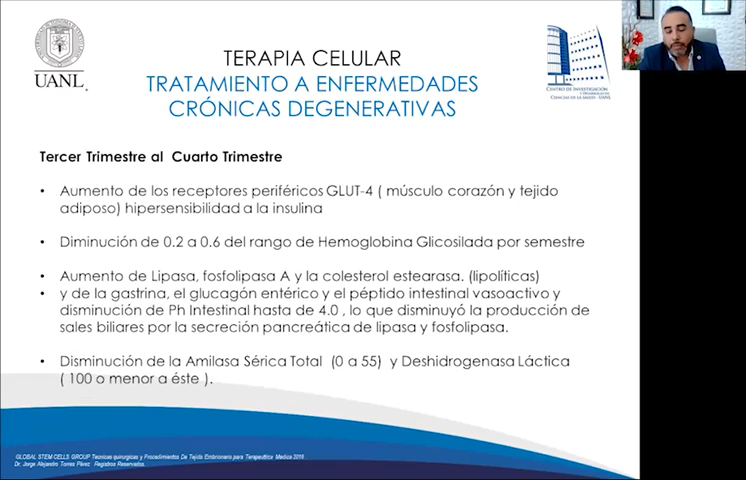 UANL
TERAPIA CELULAR
TRATAMIENTO A ENFERMEDADES
CRÓNICAS DEGENERATIVAS
CENTRO DE INVESTIGACIÓN
Y DESARROLLO DE
CIENCIAS DE LA SALUD - UANL
Tercer Trimestre al Cuarto Trimestre
• Aumento de los receptores periféricos GLUT-4 ( músculo corazón y tejido
adiposo) hipersensibilidad a la insulina
• Diminución de 0.2 a 0.6 del rango de Hemoglobina Glicosilada por semestre
• Aumento de Lipasa, fosfolipasa A y la colesterol estearasa. (lipolíticas)
• y de la gastrina, el glucagón entérico y el péptido intestinal vasoactivo y
disminución de Ph Intestinal hasta de 4.0 , lo que disminuyó la producción de
sales biliares por la secreción pancreática de lipasa y fosfolipasa.
• Disminución de la Amilasa Sérica Total (0 a 55) y Deshidrogenasa Láctica
( 100 o menor a éste ).
GLOBAL STEM CELLS GROUP Tecnicas quirurgicas y Procedimientos De Tejido Embrionario para Terapeutica Medica 2016
Dr. Jorge Alejandro Torres Pérez Registros Reservados.